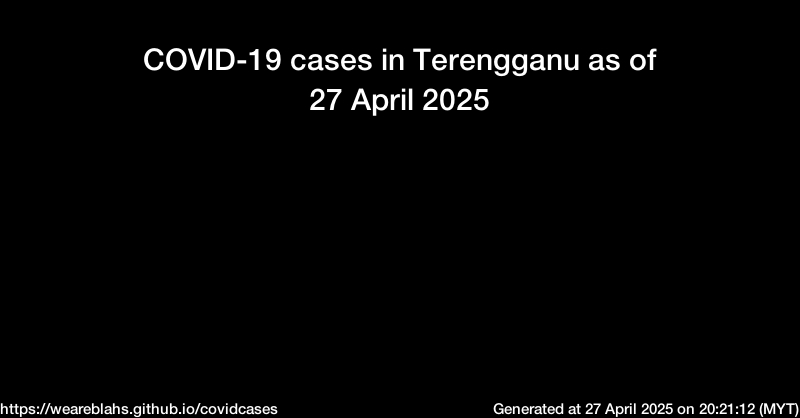 COVID-19 cases in Terengganu as of
27 April 2025
https://weareblahs.github.io/covidcases
Generated at 27 April 2025 on 20:21:12 (MYT)